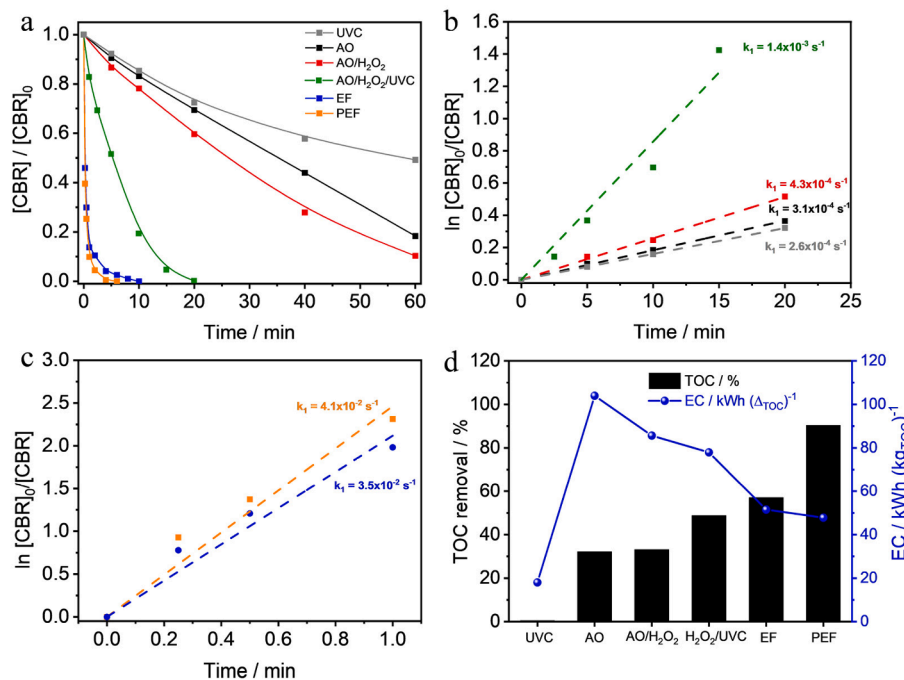 a
1.0
0.8
0.6
0.4
0.2
0.0
[CBR] / [CBR]₀
UVC
AO
AO/H₂O₂
AO/H₂O₂/UVC
EF
PEF
0
10
20
30
40
50
60
Time / min
b
1.6
1.4
1.2
1.0
0.8
0.6
0.4
0.2
0.0
ln [CBR]₀/[CBR]
k₁ = 1.4x10⁻³ s⁻¹
k₁ = 4.3x10⁻⁴ s⁻¹
k₁ = 3.1x10⁻⁴ s⁻¹
k₁ = 2.6x10⁻⁴ s⁻¹
0
5
10
15
20
25
Time / min
c
3.0
2.5
2.0
1.5
1.0
0.5
0.0
ln [CBR]₀/[CBR]
k₁ = 4.1x10⁻² s⁻¹
k₁ = 3.5x10⁻² s⁻¹
0.0
0.2
0.4
0.6
0.8
1.0
Time / min
d
120
100
80
60
40
20
0
TOC removal / %
TOC / %
EC / kWh (Δ_TOC)⁻¹
120
100
80
60
40
20
0
EC / kWh (kg_TOC)⁻¹
UVC
AO
AO/H₂O₂
H₂O₂/UVC
EF
PEF